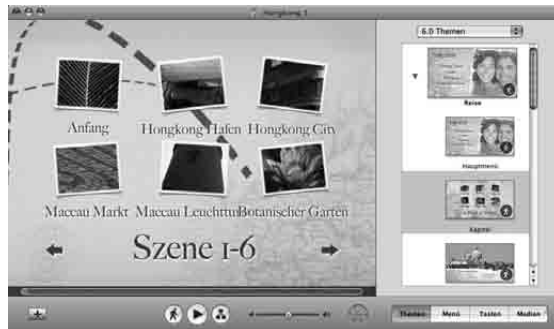 Hongkong 1
6.0 Themen
Anfang
Hongkong Hafen
Hongkong City
Reise
Hauptmenü
Maccau Markt
Maccau Leuchttur
Botanischer Garten
Szene 1-6
Kapitel
Themen
Menü
Tasten
Medien